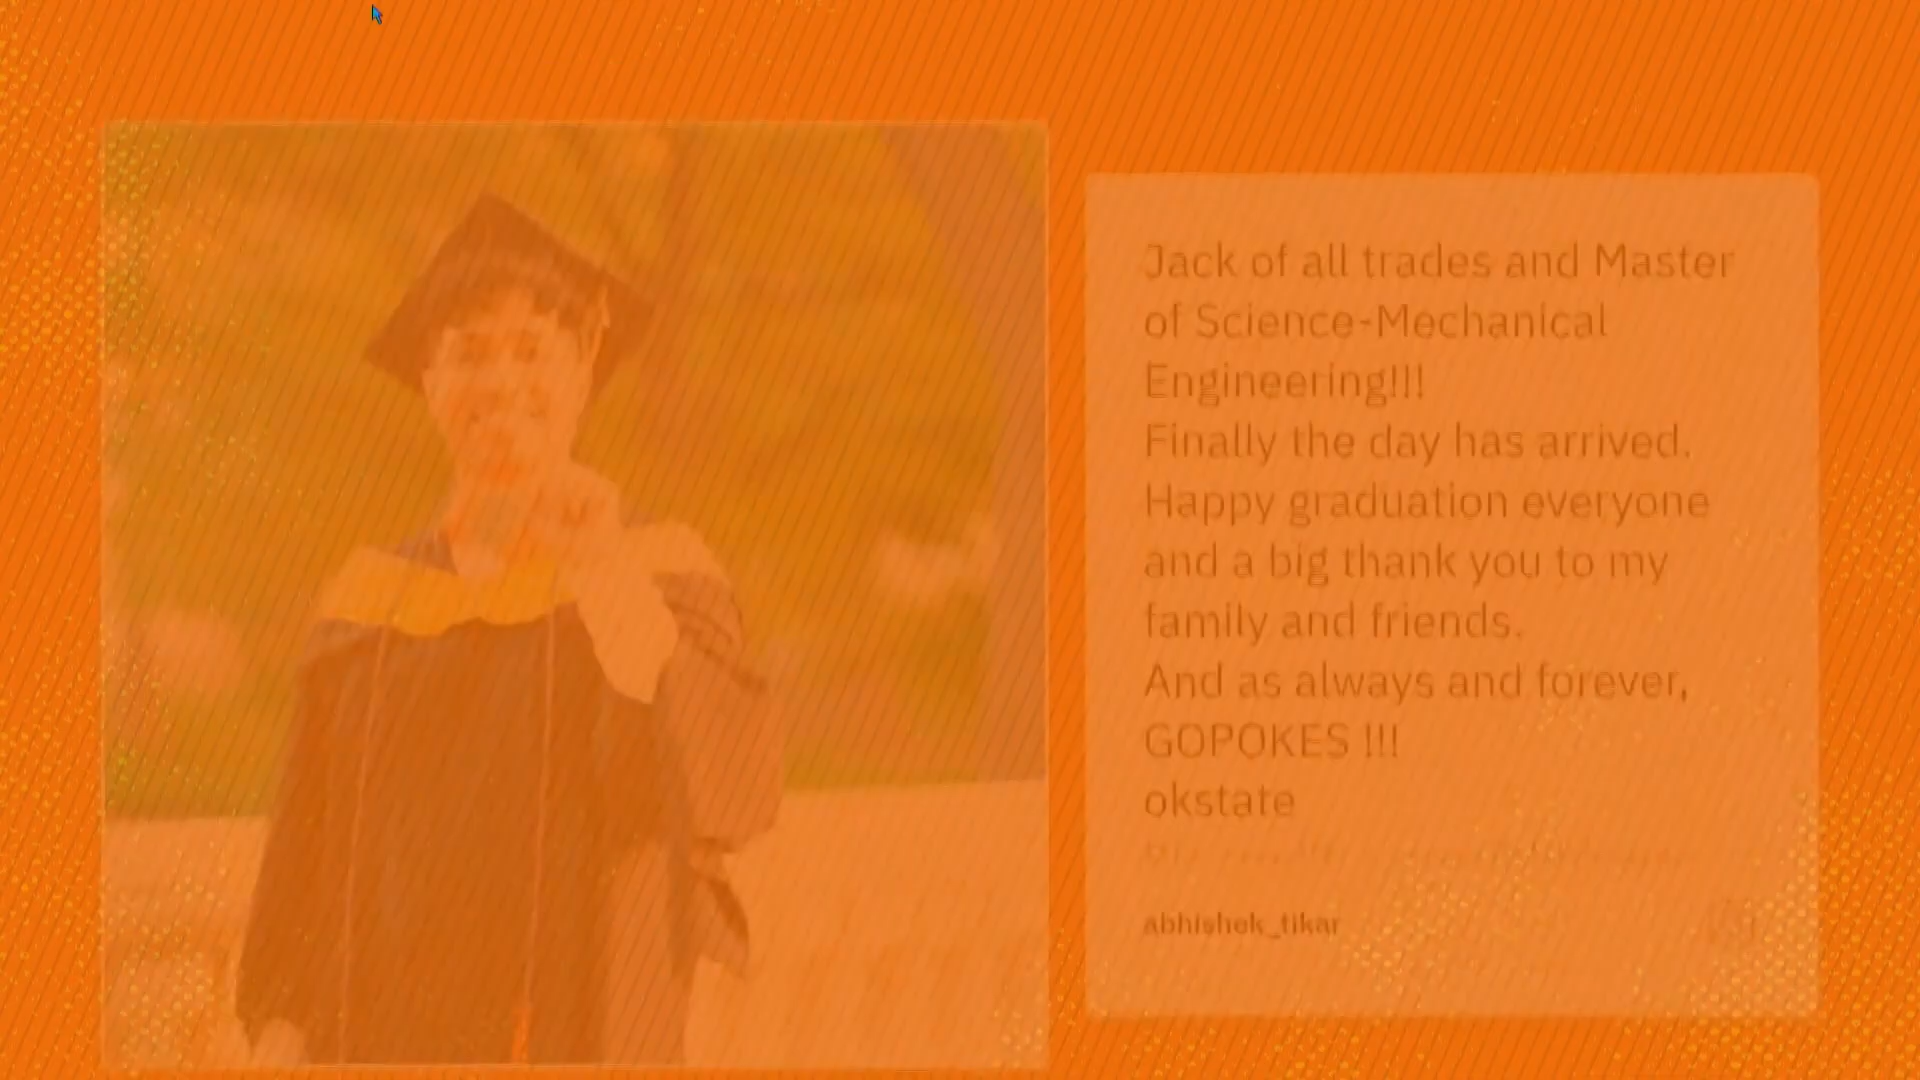 Jack of all trades and Master
of Science-Mechanical
Engineering!!!
Finally the day has arrived.
Happy graduation everyone
and a big thank you to my
family and friends.
And as always and forever,
GOPOKES !!!
okstate
abhishek_tikar